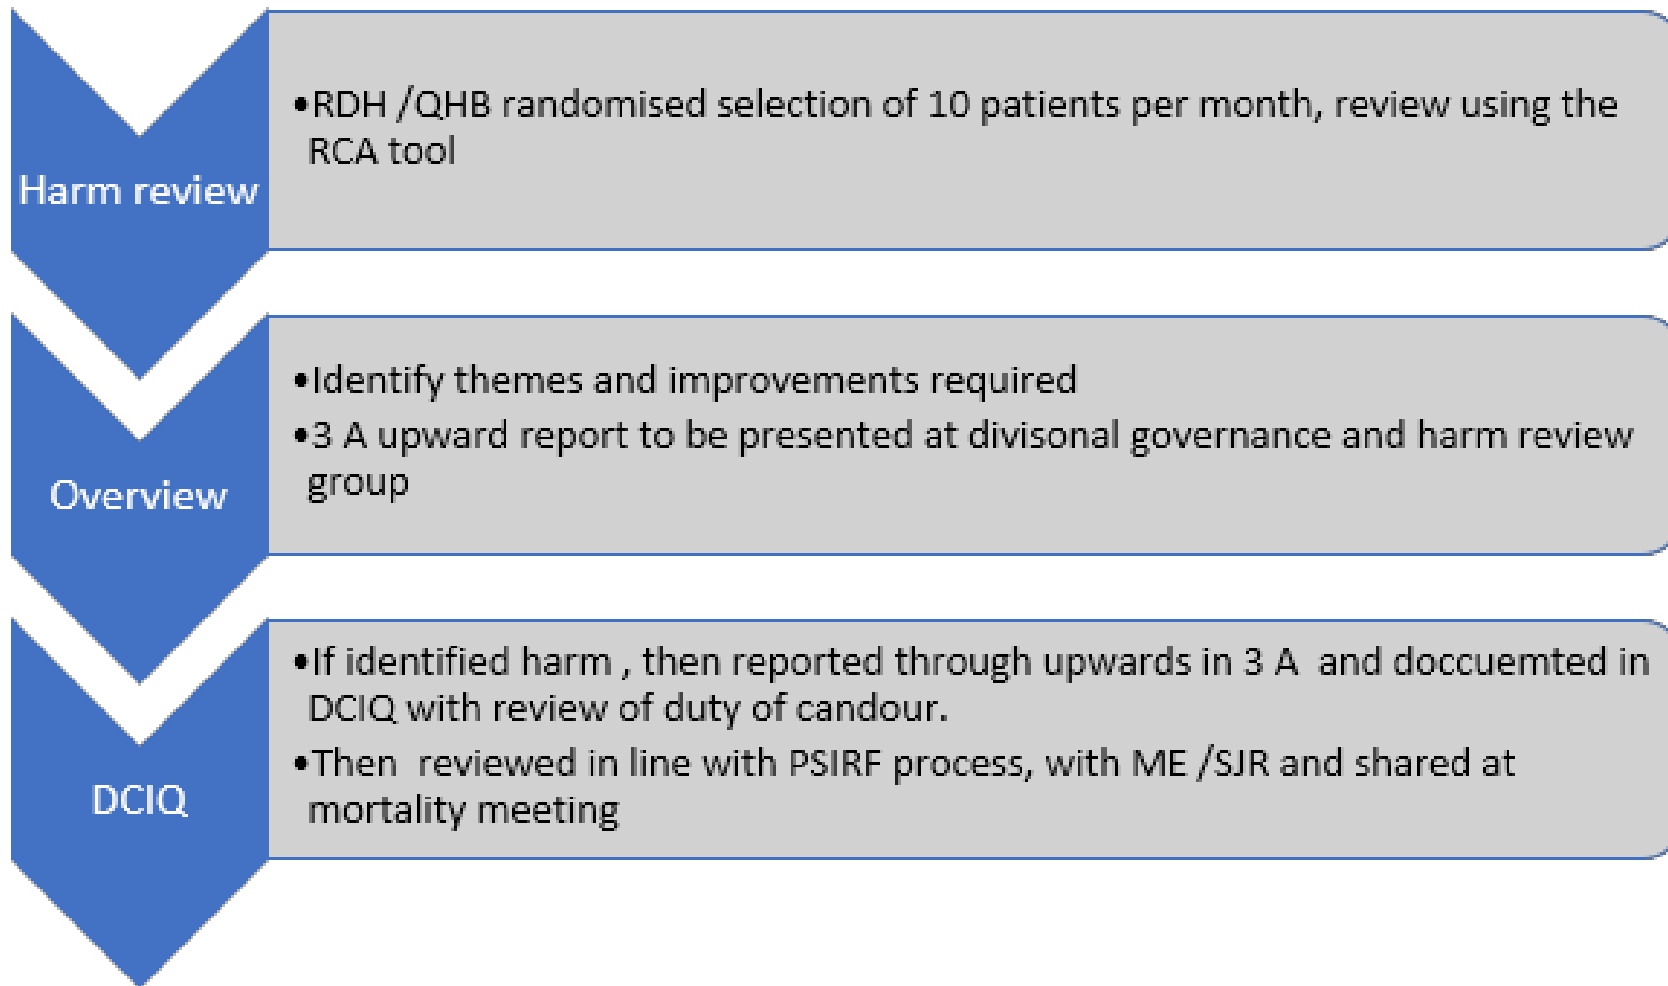 •RDH /QHB randomised selection of 10 patients per month, review using the
RCA tool
Harm review
•Identify themes and improvements required
•3 A upward report to be presented at divisonal governance and harm review
group
Overview
•If identified harm , then reported through upwards in 3 A  and doccuemted in
DCIQ with review of duty of candour.
•Then  reviewed in line with PSIRF process, with ME /SJR and shared at
mortality meeting
DCIQ